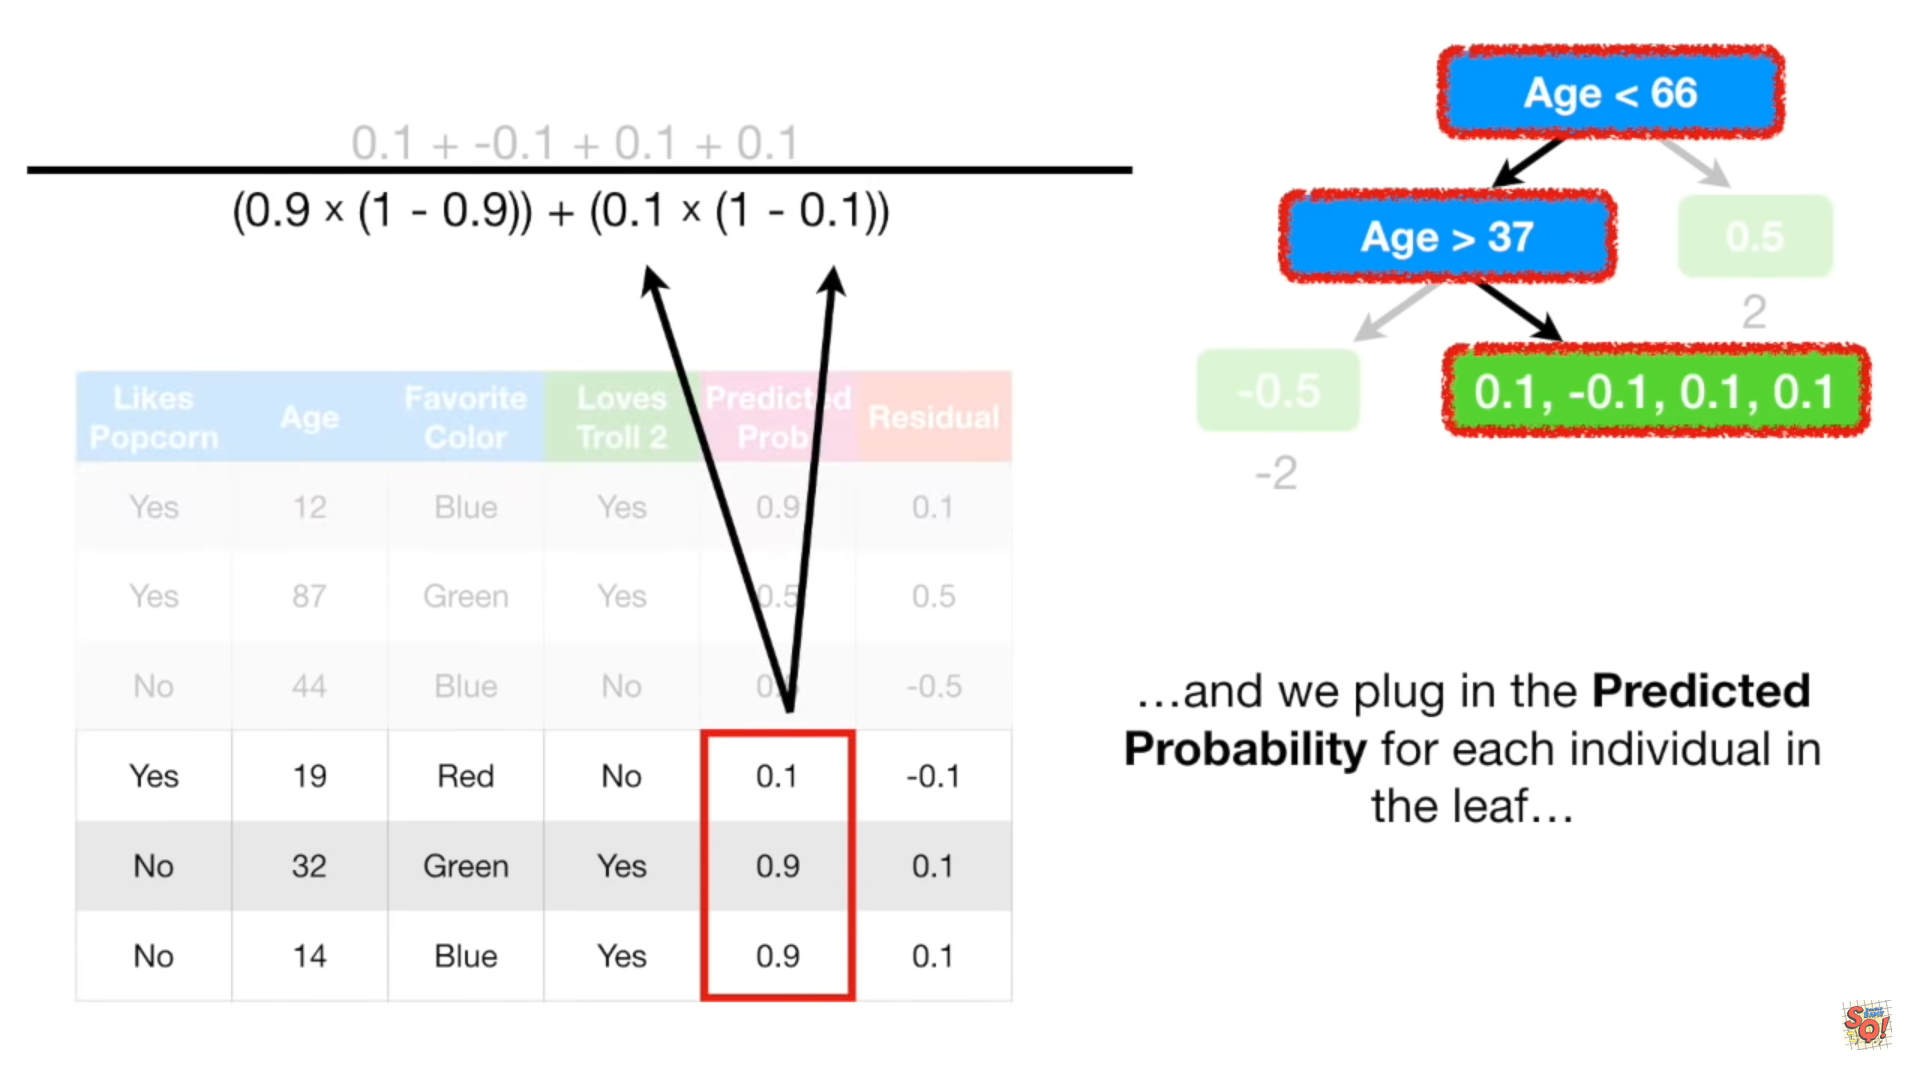 0.1 + -0.1 + 0.1 + 0.1
(0.9 × (1 - 0.9)) + (0.1 × (1 - 0.1))
Age < 66
Age > 37
0.5
2
-0.5
0.1, -0.1, 0.1, 0.1
-2
Likes Popcorn Age Favorite Color Loves Troll 2 Predicted Prob Residual
Yes 12 Blue Yes 0.9 0.1
Yes 87 Green Yes 0.5 0.5
No 44 Blue No -0.5
Yes 19 Red No 0.1 -0.1
No 32 Green Yes 0.9 0.1
No 14 Blue Yes 0.9 0.1
...and we plug in the Predicted
Probability for each individual in
the leaf...
SQ!